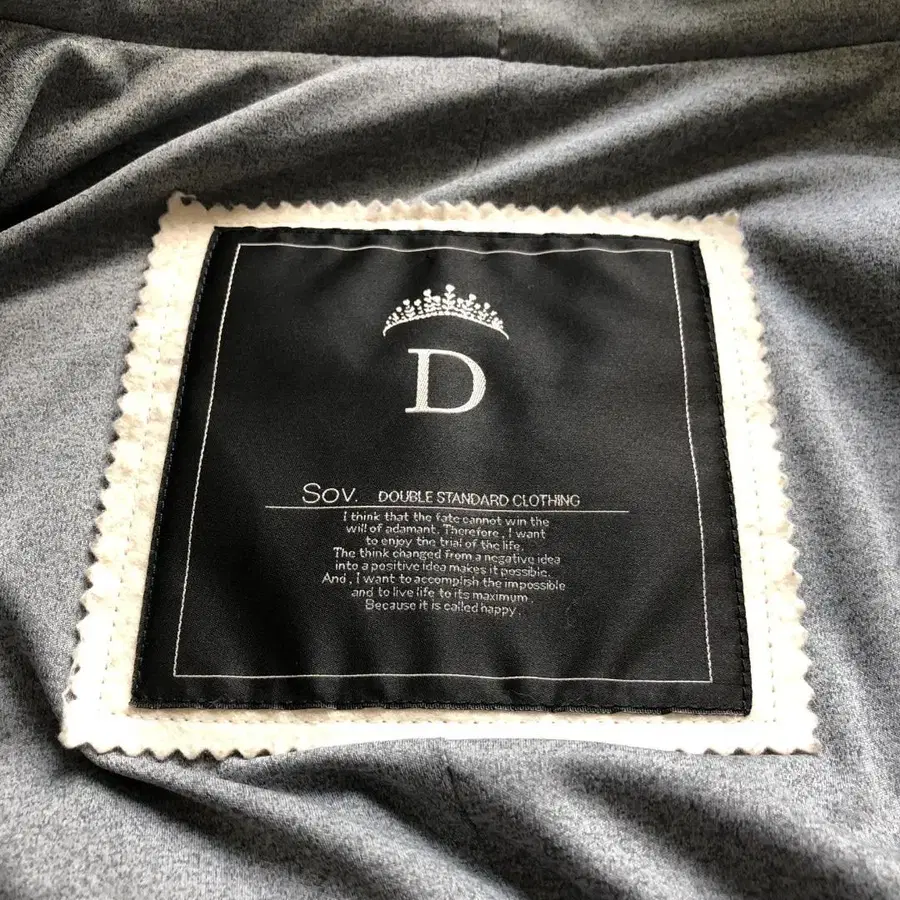 D
Sov. DOUBLE STANDARD CLOTHING
I think that the fate cannot win the
will of adamant. Therefore, I want
to enjoy the trial of the life.
The think changed from a negative idea
into a positive idea makes it possible.
And, I want to accomplish the impossible
and to live life to its maximum
Because it is called happy.